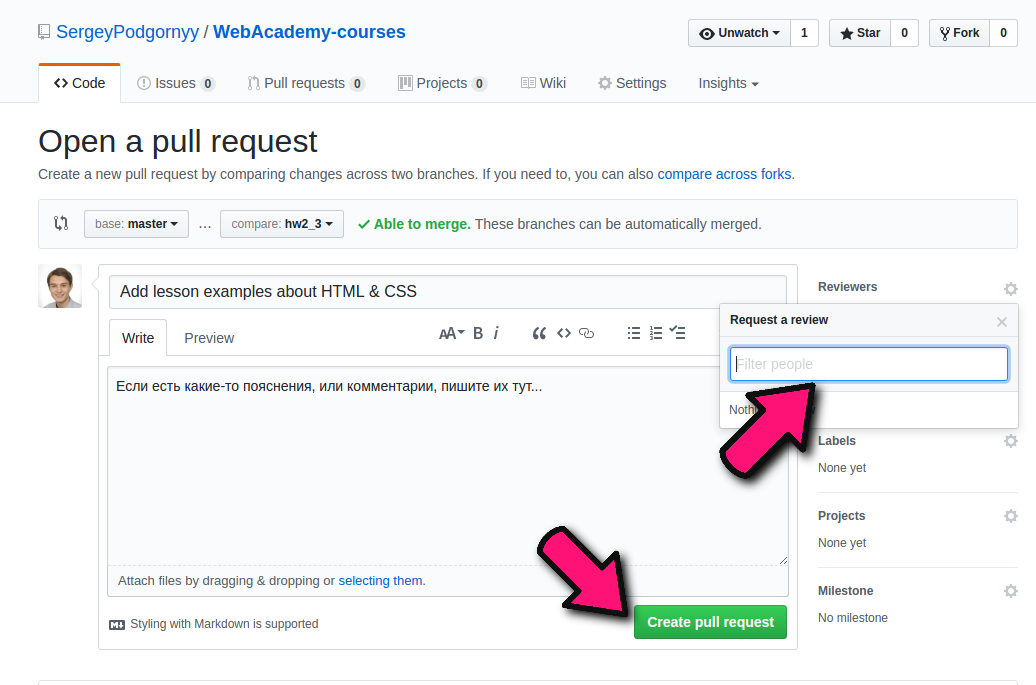 SergeyPodgornyy / WebAcademy-courses
Unwatch 1 Star 0 Fork 0
Code Issues 0 Pull requests 0 Projects 0 Wiki Settings Insights
Open a pull request
Create a new pull request by comparing changes across two branches. If you need to, you can also compare across forks.
base: master ... compare: hw2_3 Able to merge. These branches can be automatically merged.
Add lesson examples about HTML & CSS
Reviewers
Request a review
Write Preview AA B i
Filter people
Если есть какие-то пояснения, или комментарии, пишите их тут...
Labels
None yet
Projects
None yet
Attach files by dragging & dropping or selecting them.
Milestone
No milestone
Styling with Markdown is supported
Create pull request